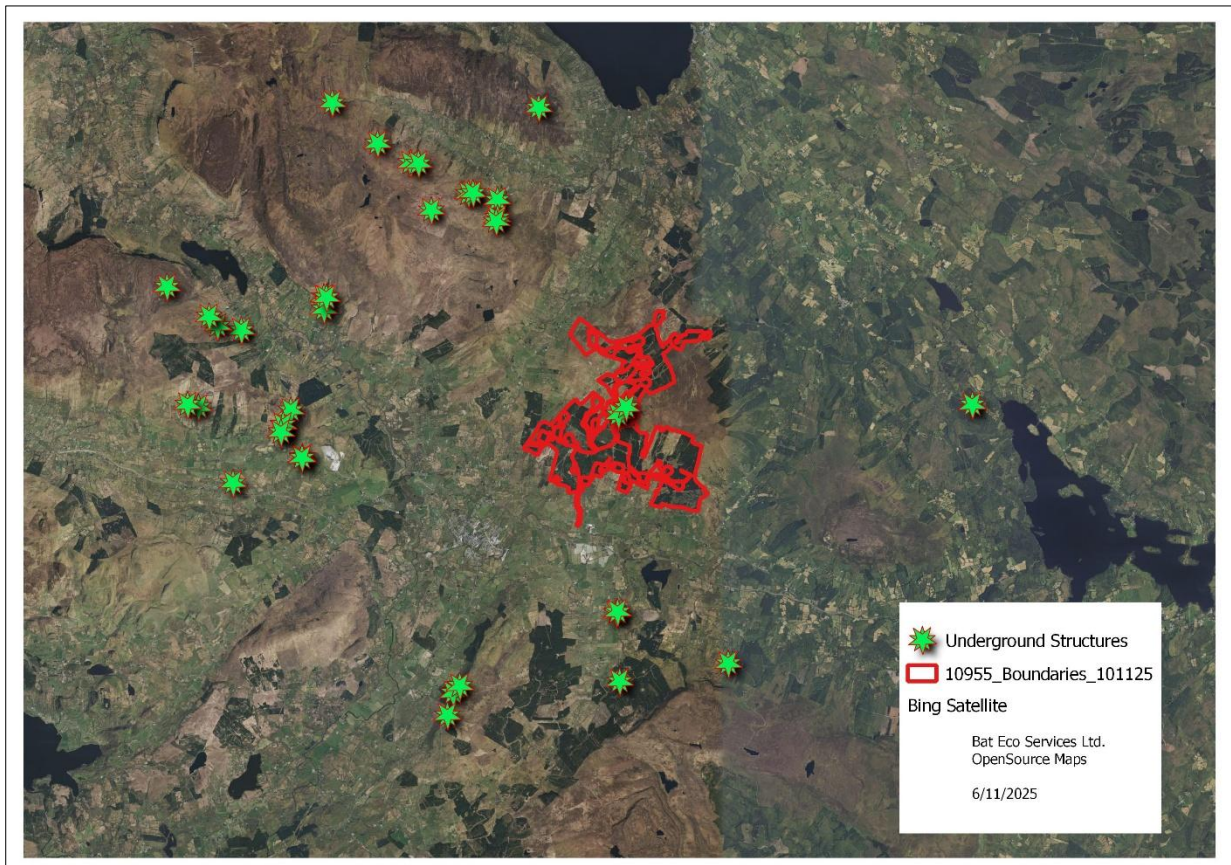 Underground Structures
10955_Boundaries_101125
Bing Satellite
Bat Eco Services Ltd.
OpenSource Maps
6/11/2025